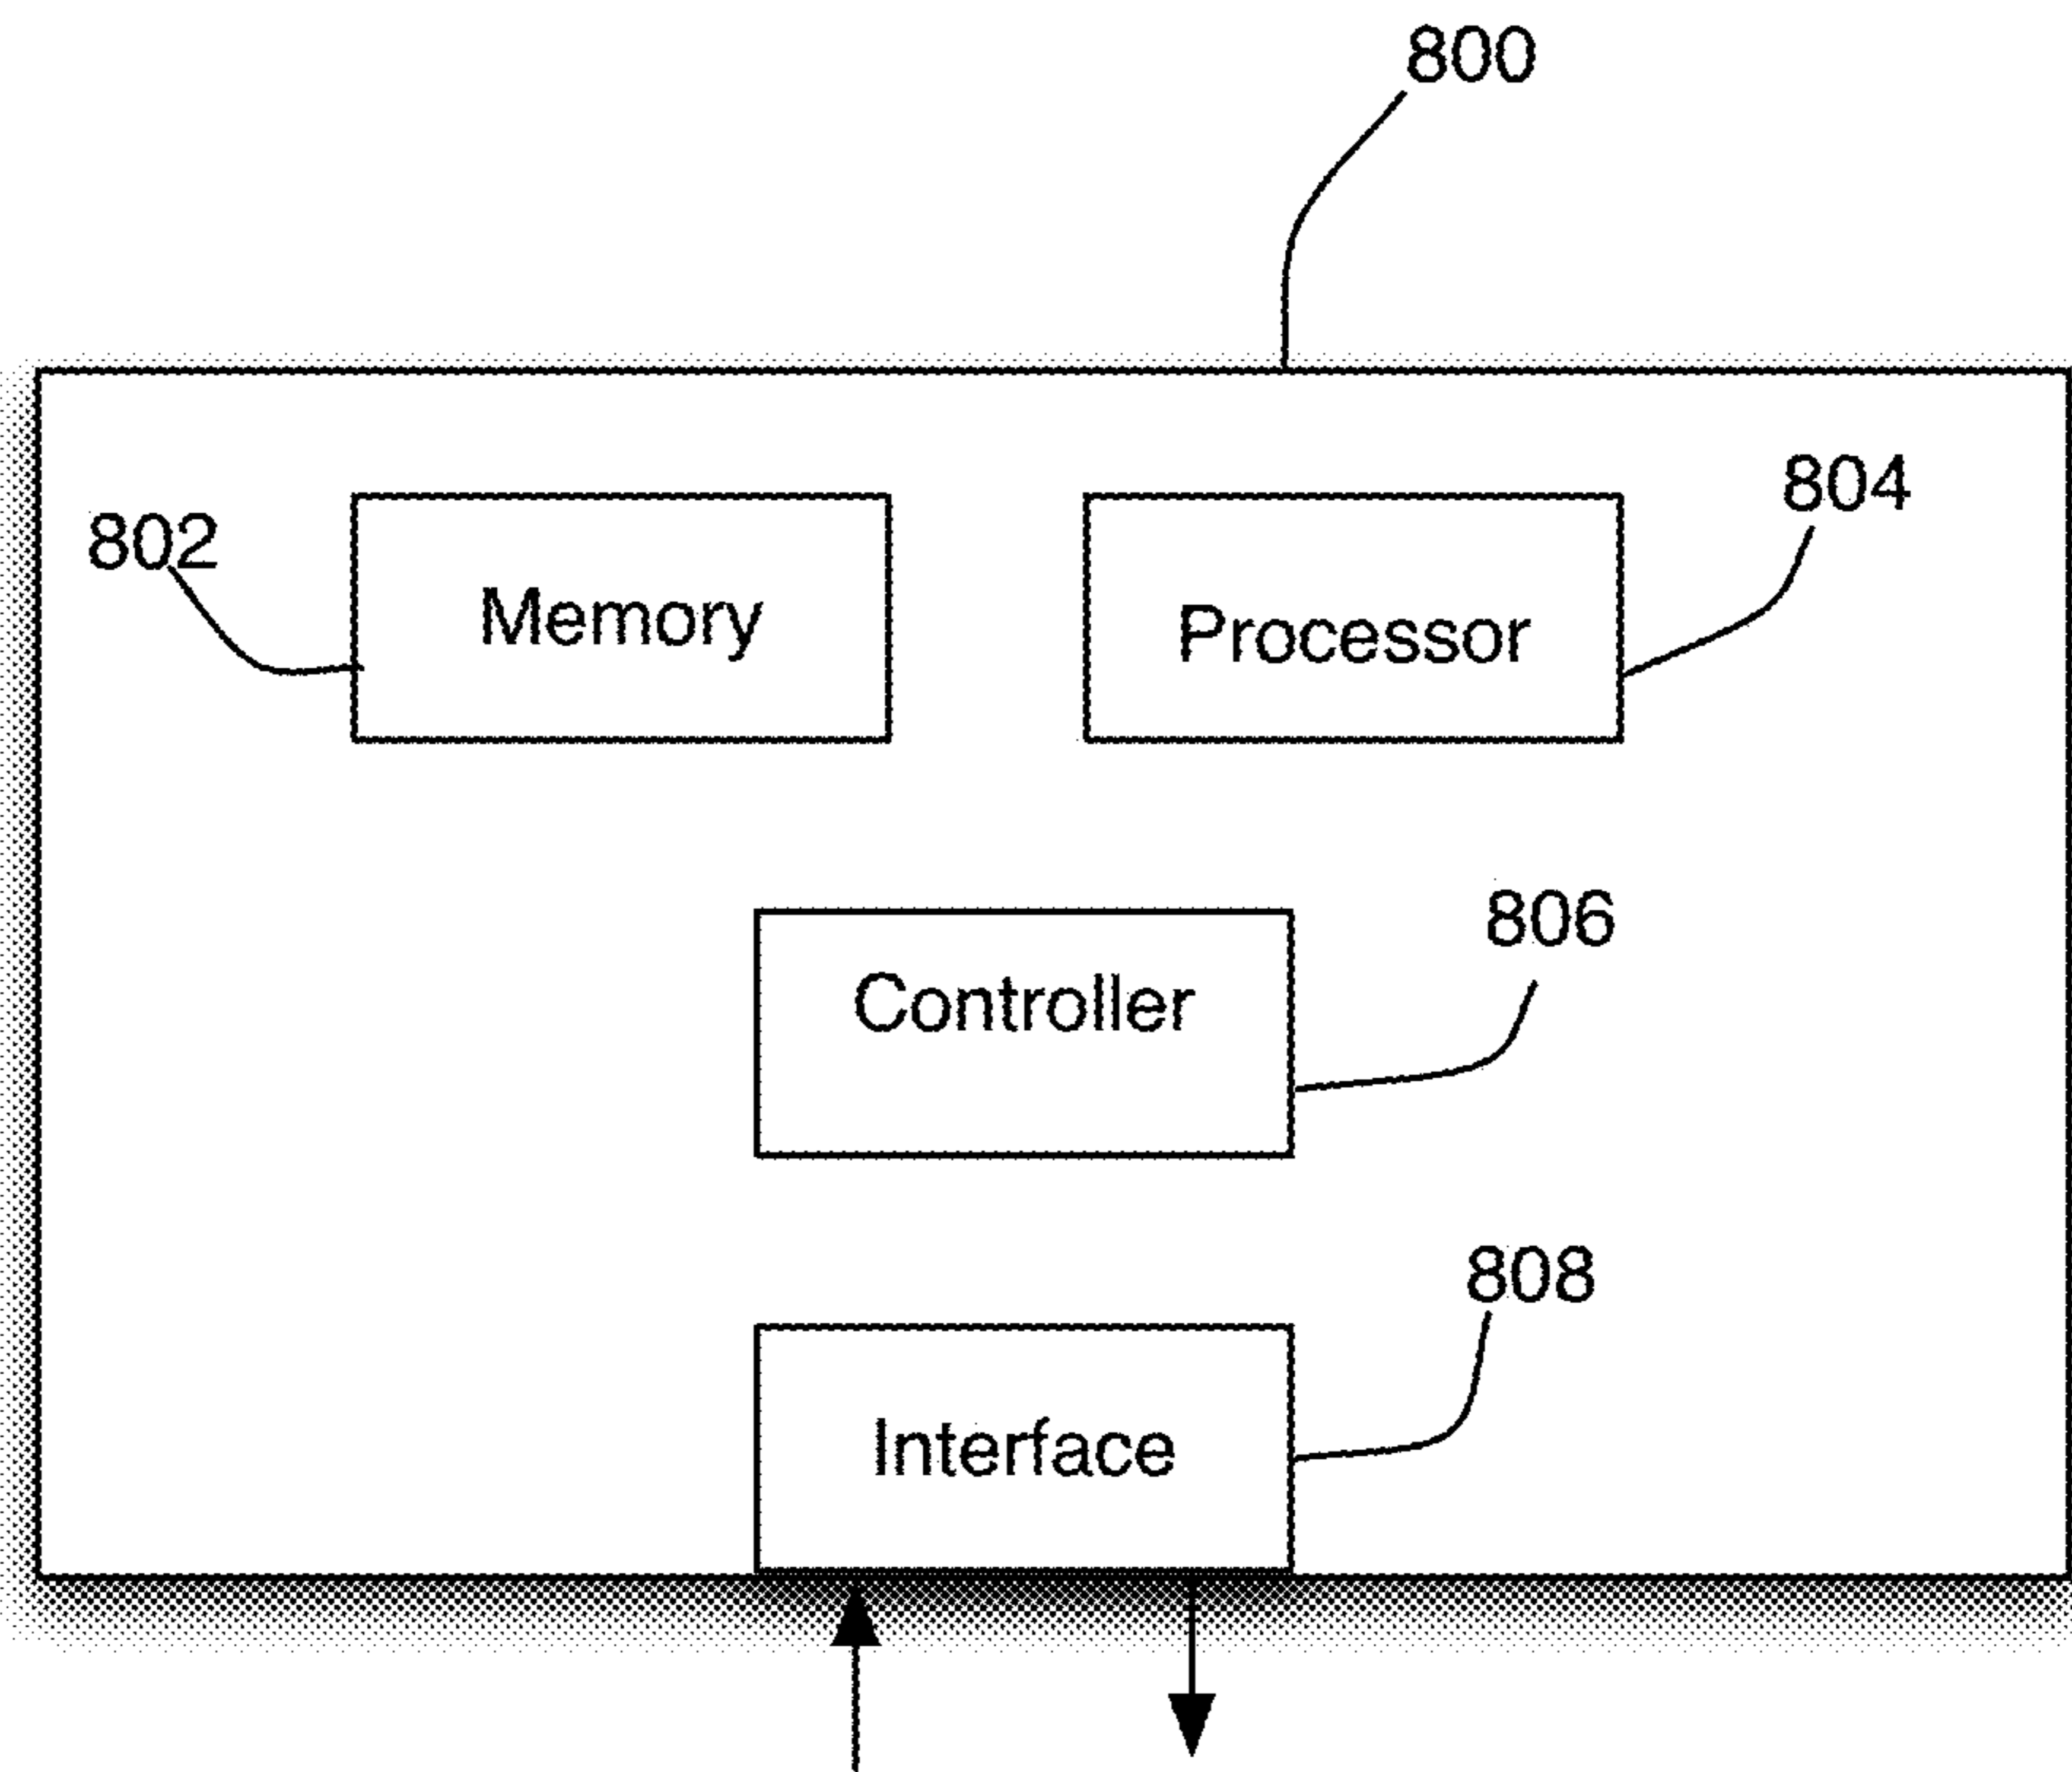 800
804
802
Memory
Processor
806
Controller
808
Interface